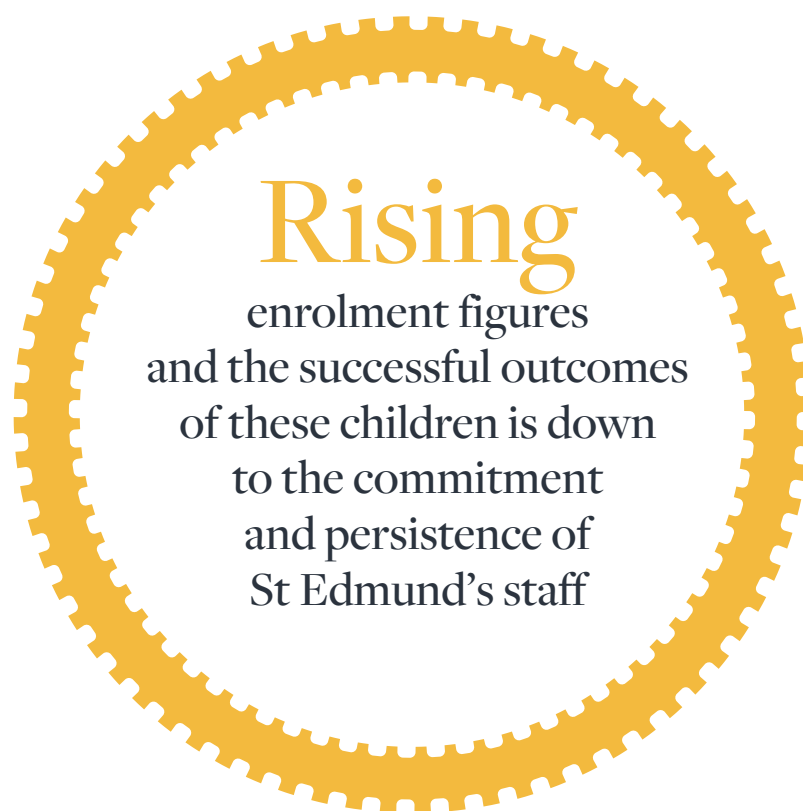 Rising
enrolment figures
and the successful outcomes
of these children is down
to the commitment
and persistence of
St Edmund’s staff